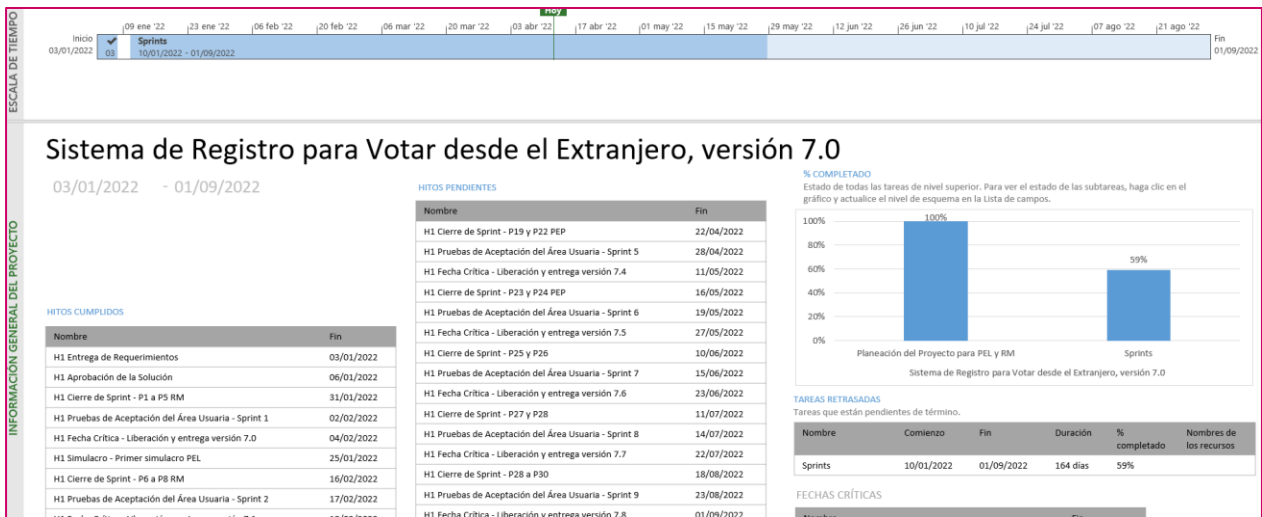 ESCALA DE TIEMPO
Hoy
09 ene '22 23 ene '22 06 feb '22 20 feb '22 06 mar '22 20 mar '22 03 abr '22 17 abr '22 01 may '22 15 may '22 29 may '22 12 jun '22 26 jun '22 10 jul '22 24 jul '22 07 ago '22 21 ago '22
Inicio
03/01/2022
03
Sprints
10/01/2022 - 01/09/2022
Fin
01/09/2022
INFORMACIÓN GENERAL DEL PROYECTO
Sistema de Registro para Votar desde el Extranjero, versión 7.0
03/01/2022 - 01/09/2022
HITOS CUMPLIDOS
Nombre Fin
H1 Entrega de Requerimientos 03/01/2022
H1 Aprobación de la Solución 06/01/2022
H1 Cierre de Sprint - P1 a P5 RM 31/01/2022
H1 Pruebas de Aceptación del Área Usuaria - Sprint 1 02/02/2022
H1 Fecha Crítica - Liberación y entrega versión 7.0 04/02/2022
H1 Simulacro - Primer simulacro PEL 25/01/2022
H1 Cierre de Sprint - P6 a P8 RM 16/02/2022
H1 Pruebas de Aceptación del Área Usuaria - Sprint 2 17/02/2022
HITOS PENDIENTES
Nombre Fin
H1 Cierre de Sprint - P19 y P22 PEP 22/04/2022
H1 Pruebas de Aceptación del Área Usuaria - Sprint 5 28/04/2022
H1 Fecha Crítica - Liberación y entrega versión 7.4 11/05/2022
H1 Cierre de Sprint - P23 y P24 PEP 16/05/2022
H1 Pruebas de Aceptación del Área Usuaria - Sprint 6 19/05/2022
H1 Fecha Crítica - Liberación y entrega versión 7.5 27/05/2022
H1 Cierre de Sprint - P25 y P26 10/06/2022
H1 Pruebas de Aceptación del Área Usuaria - Sprint 7 15/06/2022
H1 Fecha Crítica - Liberación y entrega versión 7.6 23/06/2022
H1 Cierre de Sprint - P27 y P28 11/07/2022
H1 Pruebas de Aceptación del Área Usuaria - Sprint 8 14/07/2022
H1 Fecha Crítica - Liberación y entrega versión 7.7 22/07/2022
H1 Cierre de Sprint - P28 a P30 18/08/2022
H1 Pruebas de Aceptación del Área Usuaria - Sprint 9 23/08/2022
H1 Fecha Crítica - Liberación y entrega versión 7.8 01/09/2022
% COMPLETADO
Estado de todas las tareas de nivel superior. Para ver el estado de las subtareas, haga clic en el
gráfico y actualice el nivel de esquema en la Lista de campos.
100%
80%
60%
40%
20%
0%
100%
59%
Planeación del Proyecto para PEL y RM Sprints
Sistema de Registro para Votar desde el Extranjero, versión 7.0
TAREAS RETRASADAS
Tareas que están pendientes de término.
Nombre Comienzo Fin Duración % completado Nombres de los recursos
Sprints 10/01/2022 01/09/2022 164 días 59%
FECHAS CRÍTICAS
Nombre Fin